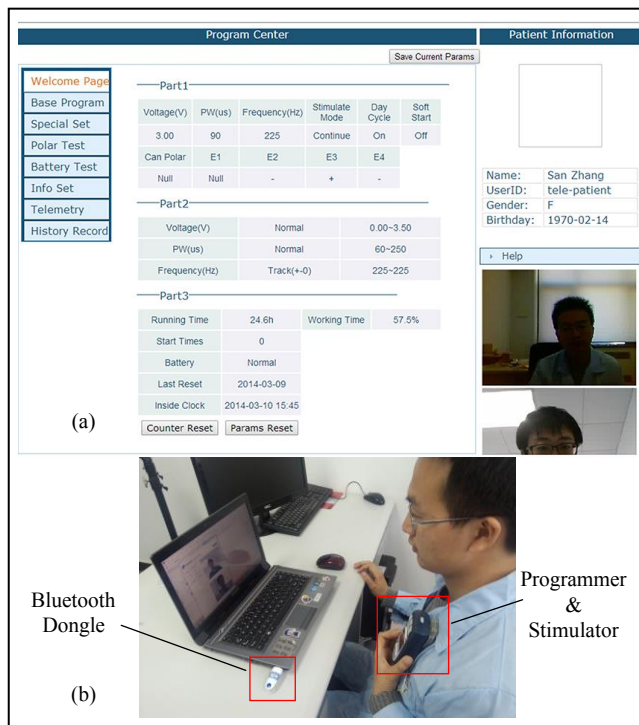 Program Center
Patient Information
Save Current Params
Welcome Page
Base Program
Special Set
Polar Test
Battery Test
Info Set
Telemetry
History Record
Part1
Voltage(V) PW(us) Frequency(Hz) Stimulate Mode Day Cycle Soft Start
3.00 90 225 Continue On Off
Can Polar E1 E2 E3 E4
Null Null - + -
Part2
Voltage(V) Normal 0.00~3.50
PW(us) Normal 60~250
Frequency(Hz) Track(+-0) 225~225
Part3
Running Time 24.6h Working Time 57.5%
Start Times 0
Battery Normal
Last Reset 2014-03-09
Inside Clock 2014-03-10 15:45
Counter Reset Params Reset
Name: San Zhang
UserID: tele-patient
Gender: F
Birthday: 1970-02-14
Help
(a)
Bluetooth
Dongle
Programmer
&
Stimulator
(b)